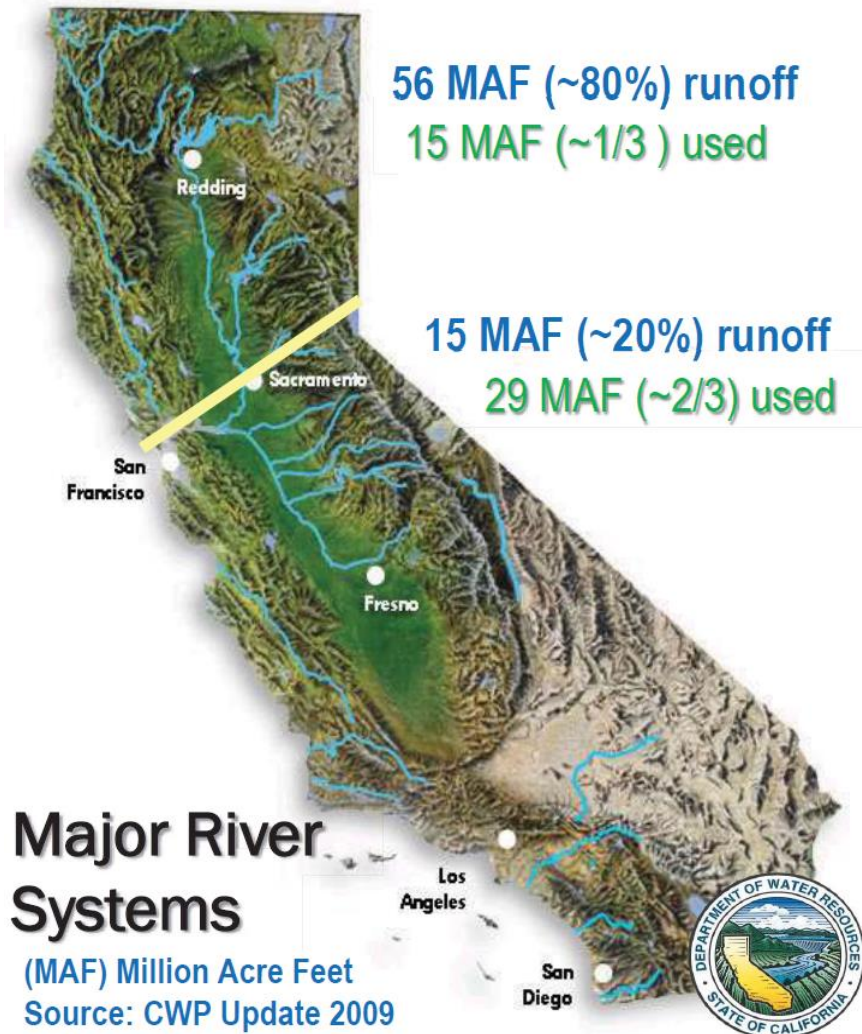 56 MAF (~80%) runoff
15 MAF (~1/3 ) used
Redding
15 MAF (~20%) runoff
29 MAF (~2/3) used
Sacramento
San
Francisco
Fresno
Major River
Systems
(MAF) Million Acre Feet
Source: CWP Update 2009
Los
Angeles
San
Diego
DEPARTMENT OF WATER RESOURCES
STATE OF CALIFORNIA